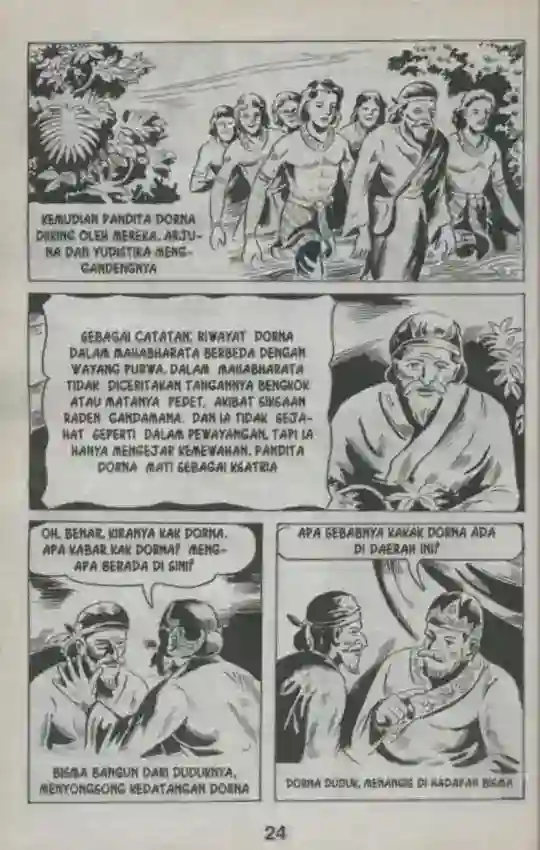 KEMUDIAN PANDITA DORNA
DIIRING OLEH MEREKA. ARJU-
NA DAN YUDISTIRA MENG-
GANDENGNYA
SEBAGAI CATATAN; RIWAYAT DORNA
DALAM MAHABHARATA BERBEDA DENGAN
WAYANG PURWA. DALAM MAHABHARATA
TIDAK DICERITAKAN TANGANNYA BENGKOK
ATAU MATANYA PEDET, AKIBAT SIKSAAN
RADEN GANDAMANA. DAN IA TIDAK SEJA-
HAT SEPERTI DALAM PEWAYANGAN, TAPI IA
HANYA MENGEJAR KEMEWAHAN. PANDITA
DORNA MATI SEBAGAI KSATRIA
OH, BENAR, KIRANYA KAK DORNA.
APA KABAR KAK DORNA? MENG-
APA BERADA DI SINI?
BISMA BANGUN DARI DUDUKNYA,
MENYONGSONG KEDATANGAN DORNA
APA SEBABNYA KAKAK DORNA ADA
DI DAERAH INI?
DORNA DUDUK, MENANGIS DI HADAPAN BISMA
24